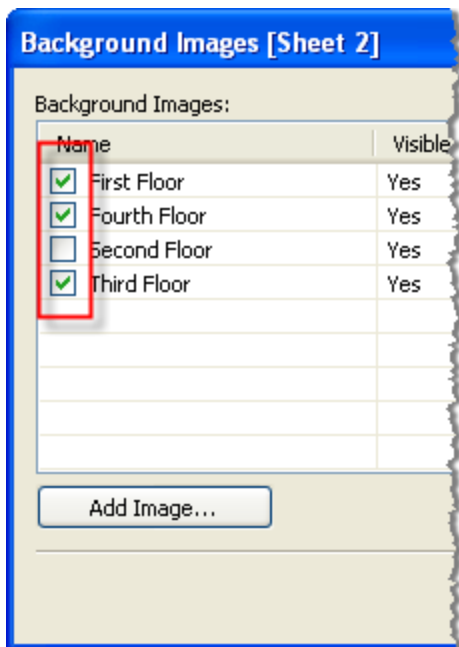 Background Images [Sheet 2]
Background Images:
Name Visible
First Floor Yes
Fourth Floor Yes
Second Floor Yes
Third Floor Yes
Add Image...